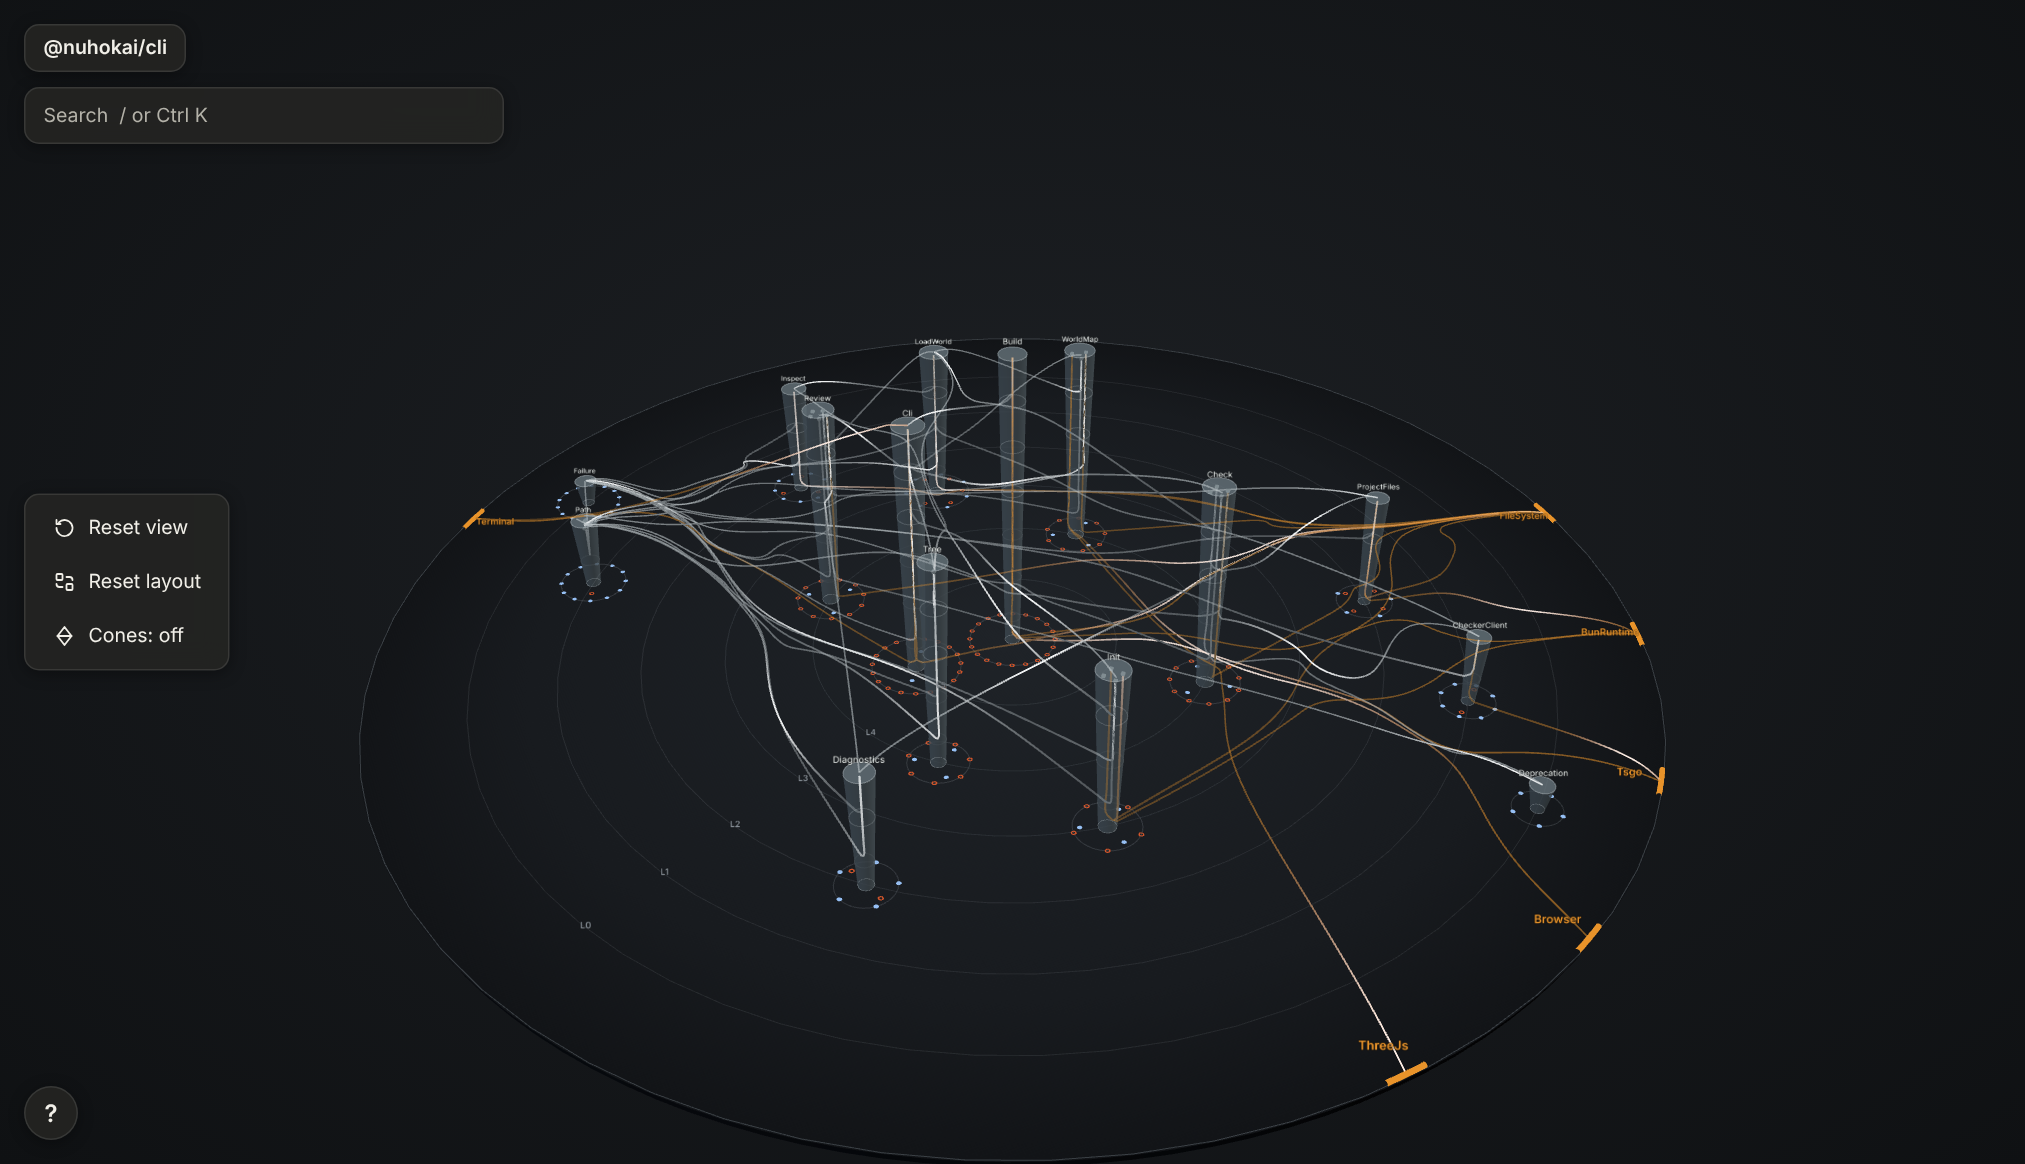 @nuhokai/cli
Search / or Ctrl K
LoadWorld
Build
WorldMap
Inspect
Review
Cli
Failure
Check
ProjectFiles
Path
Terminal
FileSystem
Tree
CheckerClient
BunRuntime
Init
Reset view
Reset layout
Cones: off
L4
Diagnostics
L3
Deprecation
Tsgo
L2
L1
Browser
L0
ThreeJs
?